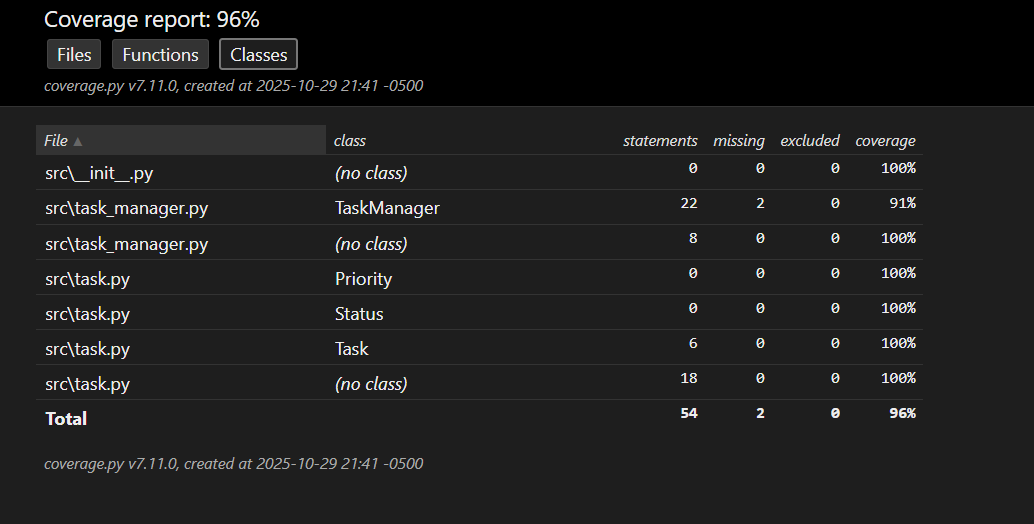 Coverage report: 96%
Files Functions Classes
coverage.py v7.11.0, created at 2025-10-29 21:41 -0500
File ▲ class statements missing excluded coverage
src\__init__.py (no class) 0 0 0 100%
src\task_manager.py TaskManager 22 2 0 91%
src\task_manager.py (no class) 8 0 0 100%
src\task.py Priority 0 0 0 100%
src\task.py Status 0 0 0 100%
src\task.py Task 6 0 0 100%
src\task.py (no class) 18 0 0 100%
Total 54 2 0 96%
coverage.py v7.11.0, created at 2025-10-29 21:41 -0500